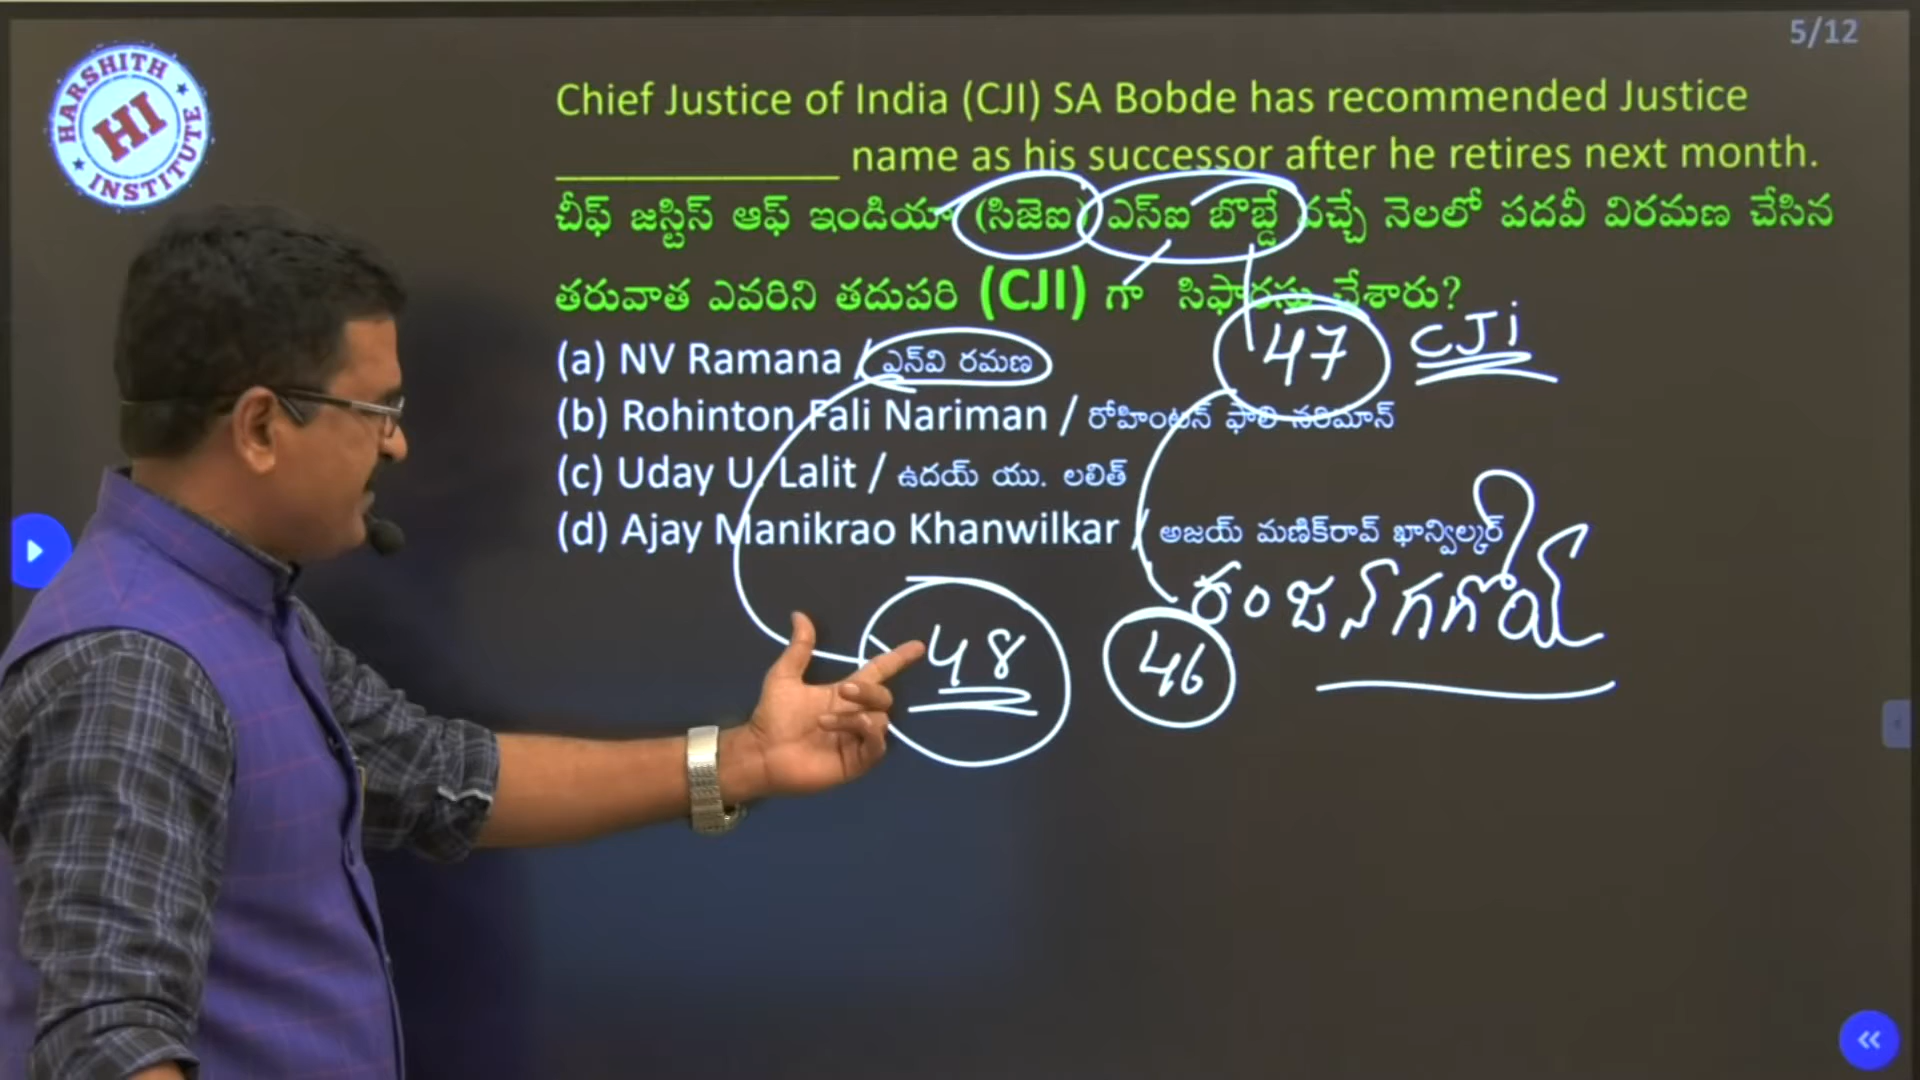 5/12
HARSHITH
HI
INSTITUTE
Chief Justice of India (CJI) SA Bobde has recommended Justice
____________ name as his successor after he retires next month.
చీఫ్ జస్టిస్ ఆఫ్ ఇండియా (సిజెఐ) ఎస్ఐ బొబ్డే వచ్చే నెలలో పదవీ విరమణ చేసిన
తరువాత ఎవరిని తదుపరి (CJI) గా సిఫారసు చేశారు?
(a) NV Ramana / ఎన్‌వి రమణ
47 CJI
(b) Rohinton Fali Nariman / రోహింటన్ ఫాలి నరిమాన్
(c) Uday U. Lalit / ఉదయ్ యు. లలిత్
(d) Ajay Manikrao Khanwilkar / అజయ్ మణిక్‌రావ్ ఖాన్విల్కర్
రంజన్ గగోయ్
48 46